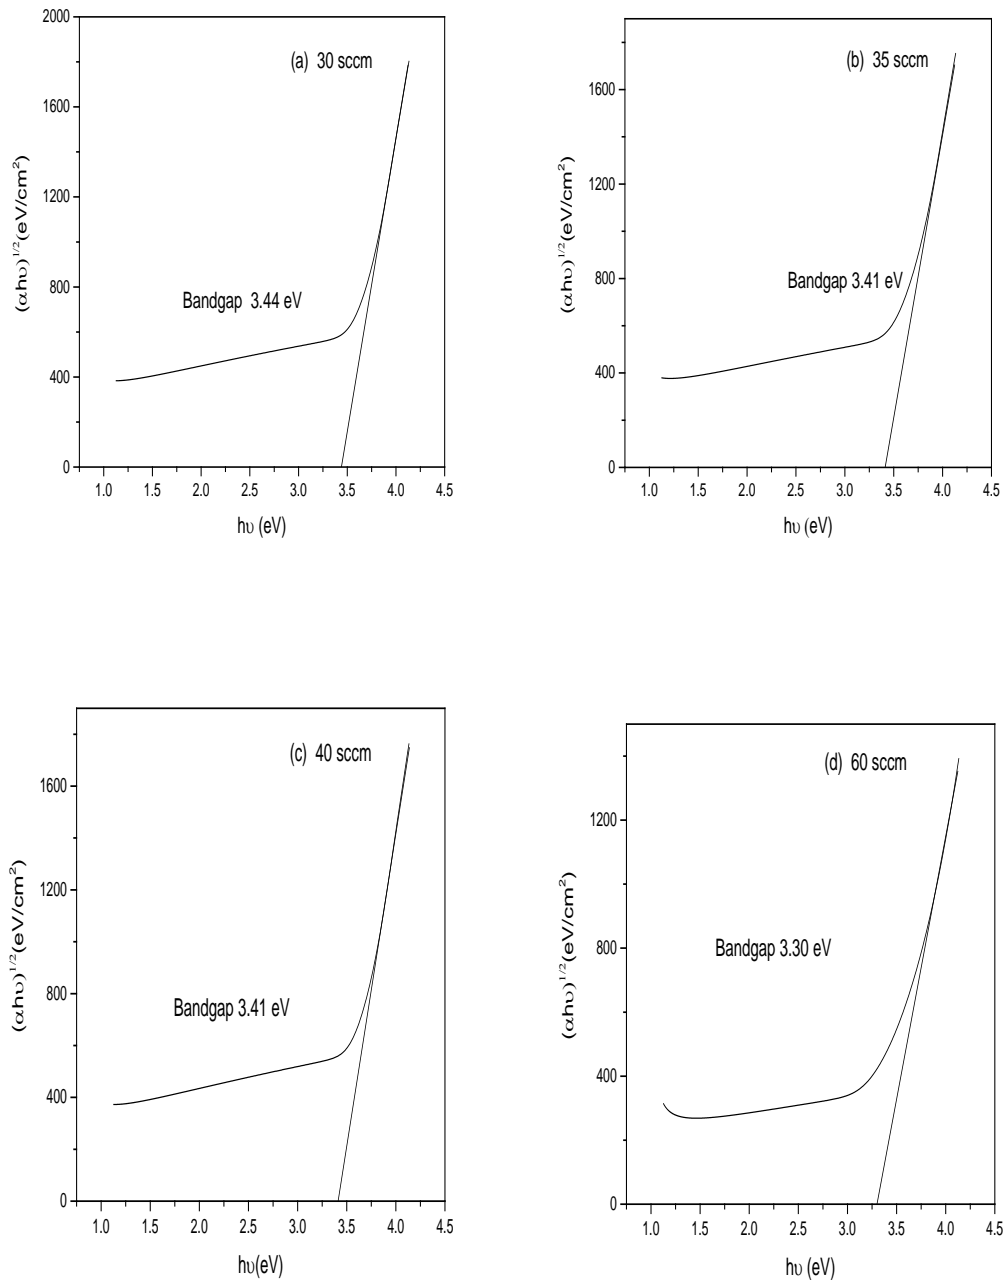 2000
1600
1200
800
400
0
(αhυ)^1/2(eV/cm²)
(a) 30 sccm
Bandgap 3.44 eV
1.0 1.5 2.0 2.5 3.0 3.5 4.0 4.5
hυ (eV)
1600
1200
800
400
0
(αhυ)^1/2(eV/cm²)
(b) 35 sccm
Bandgap 3.41 eV
1.0 1.5 2.0 2.5 3.0 3.5 4.0 4.5
hυ (eV)
1600
1200
800
400
0
(αhυ)^1/2(eV/cm²)
(c) 40 sccm
Bandgap 3.41 eV
1.0 1.5 2.0 2.5 3.0 3.5 4.0 4.5
hυ(eV)
1200
800
400
0
(αhυ)^1/2(eV/cm²)
(d) 60 sccm
Bandgap 3.30 eV
1.0 1.5 2.0 2.5 3.0 3.5 4.0 4.5
hυ (eV)